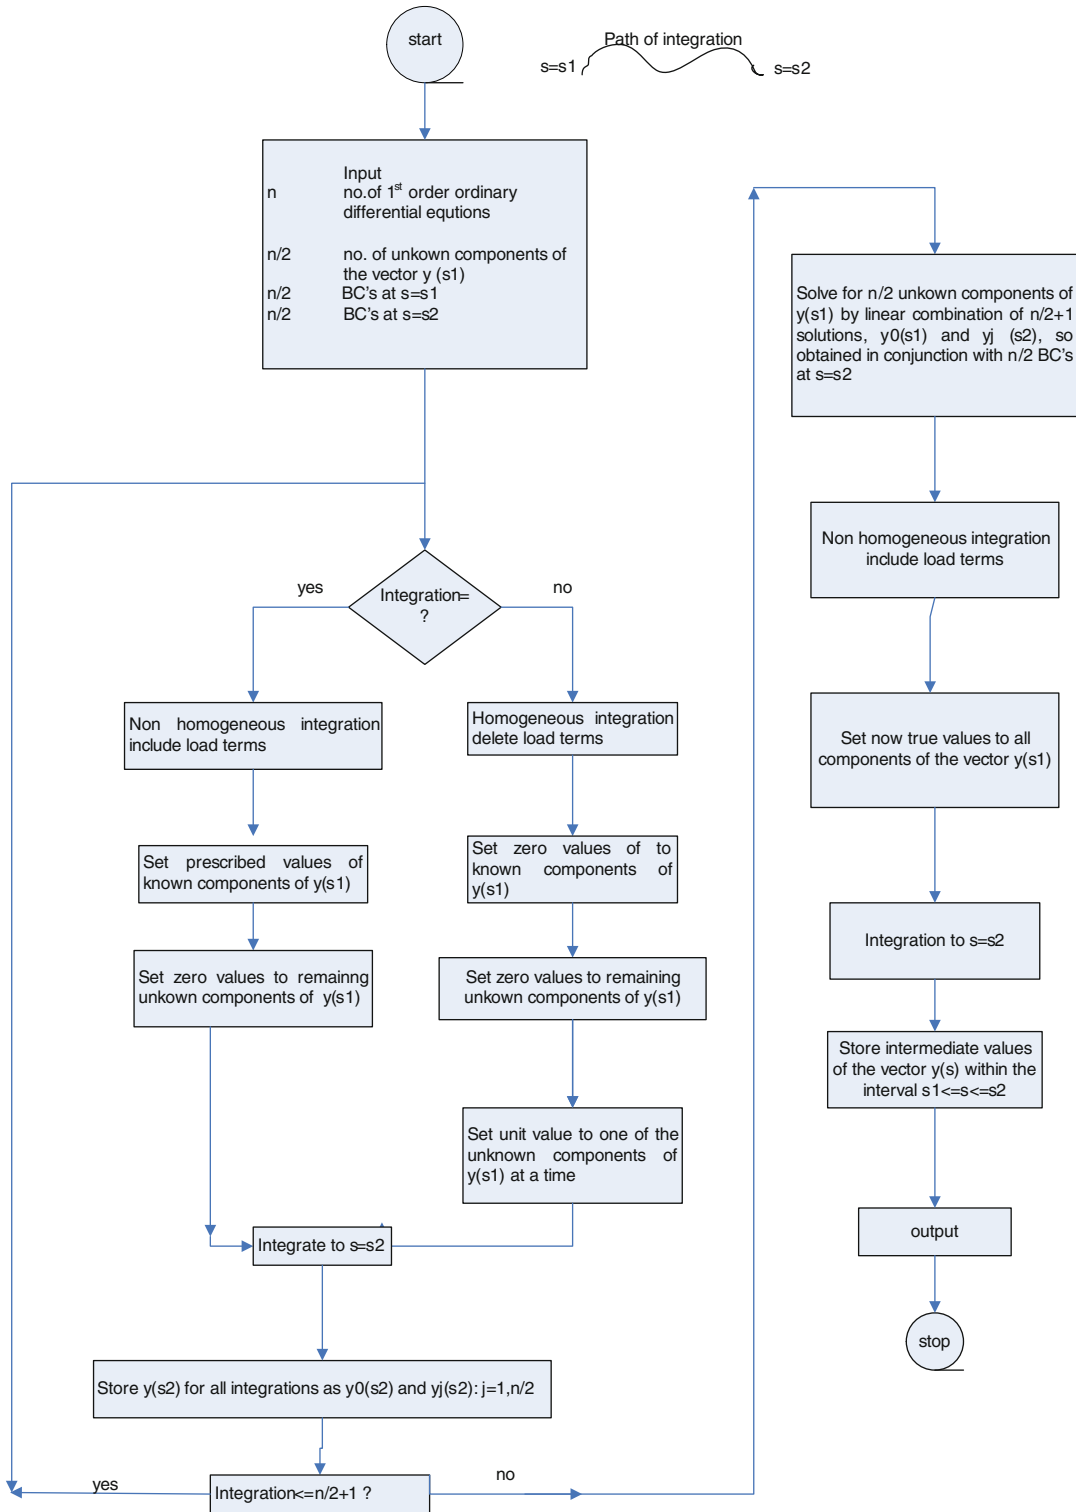 start
Path of integration
s=s1
s=s2
Input
n no.of 1st order ordinary
differential equtions
n/2 no. of unkown components of
the vector y (s1)
n/2 BC's at s=s1
n/2 BC's at s=s2
Integration=
?
yes
no
Non homogeneous integration
include load terms
Set prescribed values of
known components of y(s1)
Set zero values to remainng
unkown components of y(s1)
Homogeneous integration
delete load terms
Set zero values of to
known components of
y(s1)
Set zero values to remaining
unkown components of y(s1)
Set unit value to one of the
unknown components of
y(s1) at a time
Integrate to s=s2
Store y(s2) for all integrations as y0(s2) and yj(s2): j=1,n/2
Integration<=n/2+1 ?
yes
no
Solve for n/2 unkown components of
y(s1) by linear combination of n/2+1
solutions, y0(s1) and yj (s2), so
obtained in conjunction with n/2 BC's
at s=s2
Non homogeneous integration
include load terms
Set now true values to all
components of the vector y(s1)
Integration to s=s2
Store intermediate values
of the vector y(s) within the
interval s1<=s<=s2
output
stop